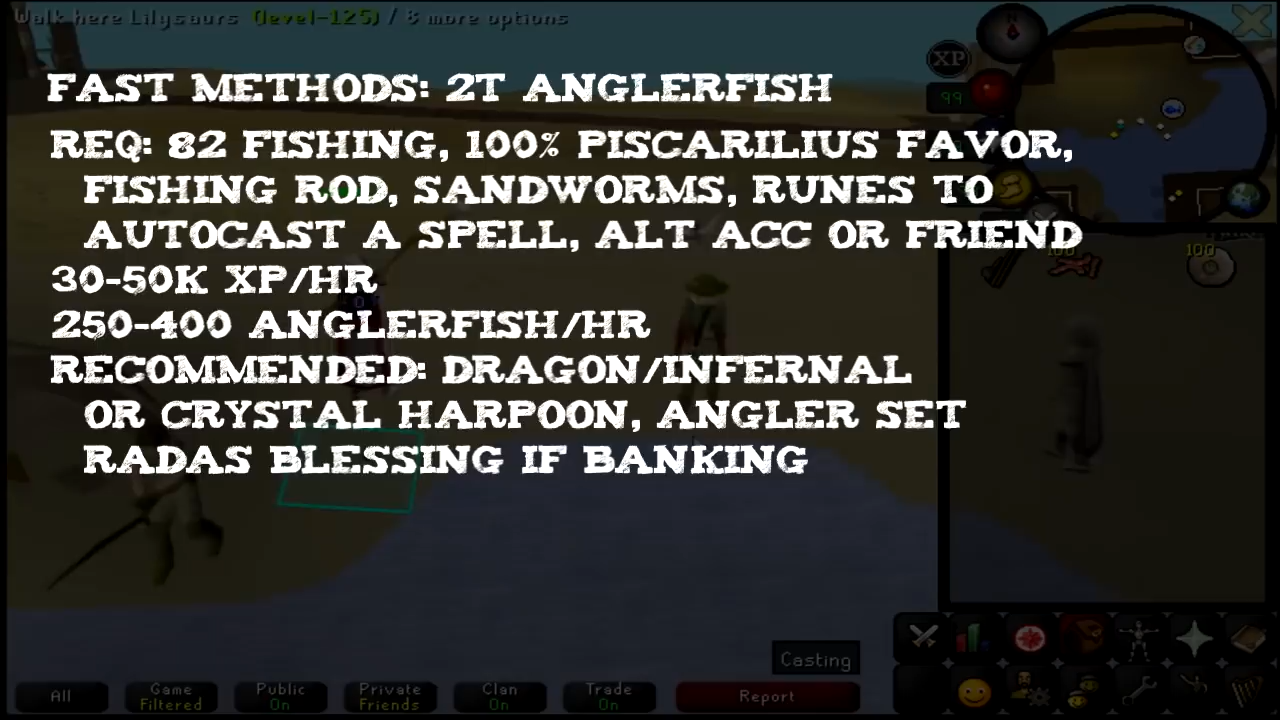 Walk here Lilysaurs (level-125) / 8 more options
XP
99
FAST METHODS: 2T ANGLERFISH
REQ: 82 FISHING, 100% PISCARILIUS FAVOR,
FISHING ROD, SANDWORMS, RUNES TO
AUTOCAST A SPELL, ALT ACC OR FRIEND
100
100
30-50K XP/HR
250-400 ANGLERFISH/HR
RECOMMENDED: DRAGON/INFERNAL
OR CRYSTAL HARPOON, ANGLER SET
RADAS BLESSING IF BANKING
Casting
All
Game
Filtered
Public
On
Private
Friends
Clan
On
Trade
On
Report